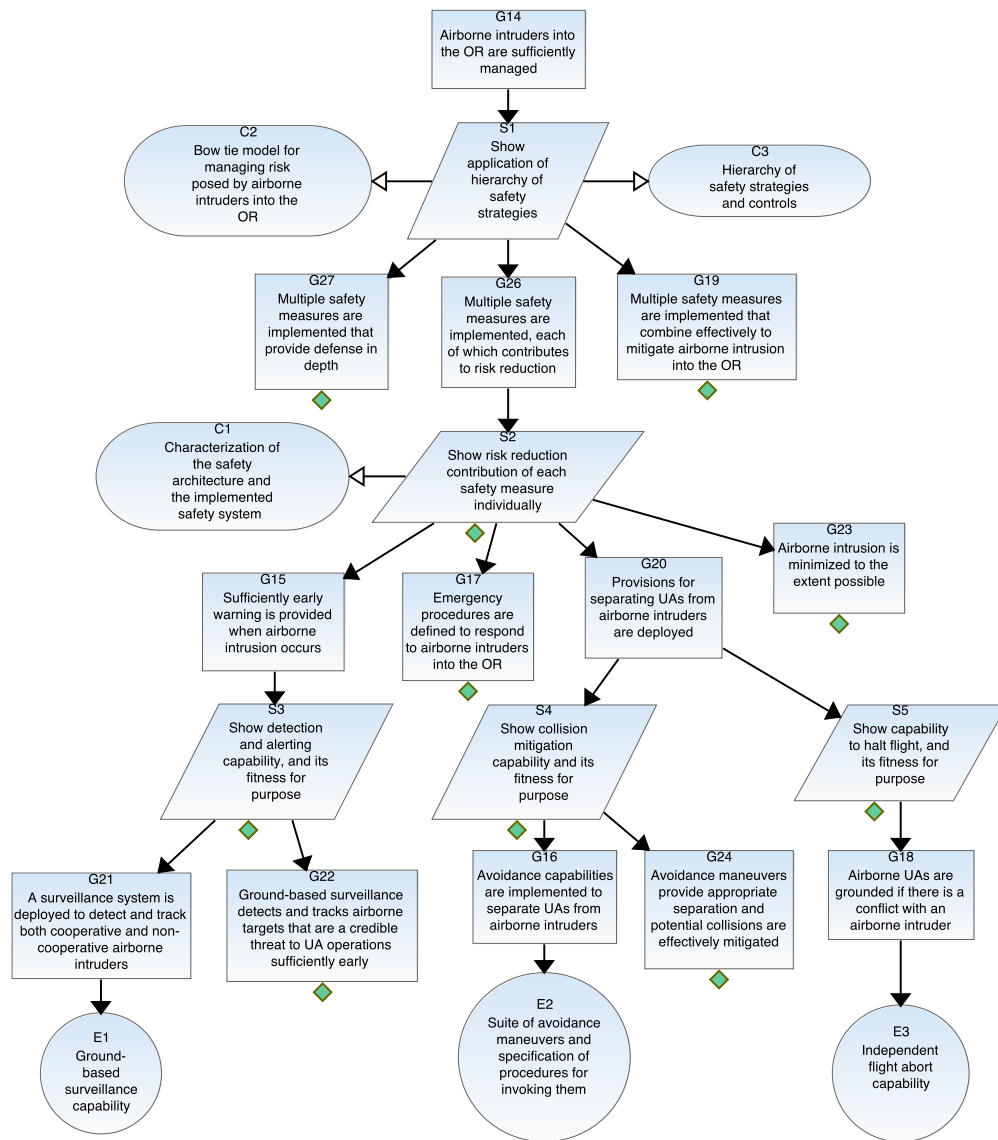 G14
Airborne intruders into
the OR are sufficiently
managed
C2
Bow tie model for
managing risk
posed by airborne
intruders into the
OR
S1
Show
application of
hierarchy of
safety
strategies
C3
Hierarchy of
safety strategies
and controls
G27
Multiple safety
measures are
implemented that
provide defense in
depth
G26
Multiple safety
measures are
implemented, each
of which contributes
to risk reduction
G19
Multiple safety measures
are implemented that
combine effectively to
mitigate airborne intrusion
into the OR
C1
Characterization of
the safety
architecture and
the implemented
safety system
S2
Show risk reduction
contribution of each
safety measure
individually
G23
Airborne intrusion is
minimized to the
extent possible
G15
Sufficiently early
warning is provided
when airborne
intrusion occurs
G17
Emergency
procedures are
defined to respond
to airborne intruders
into the OR
G20
Provisions for
separating UAs from
airborne intruders
are deployed
S3
Show detection
and alerting
capability, and its
fitness for
purpose
S4
Show collision
mitigation
capability and its
fitness for
purpose
S5
Show capability
to halt flight, and
its fitness for
purpose
G21
A surveillance system is
deployed to detect and track
both cooperative and non-
cooperative airborne
intruders
G22
Ground-based surveillance
detects and tracks airborne
targets that are a credible
threat to UA operations
sufficiently early
G16
Avoidance capabilities
are implemented to
separate UAs from
airborne intruders
G24
Avoidance maneuvers
provide appropriate
separation and
potential collisions are
effectively mitigated
G18
Airborne UAs are
grounded if there is a
conflict with an
airborne intruder
E1
Ground-
based
surveillance
capability
E2
Suite of avoidance
maneuvers and
specification of
procedures for
invoking them
E3
Independent
flight abort
capability